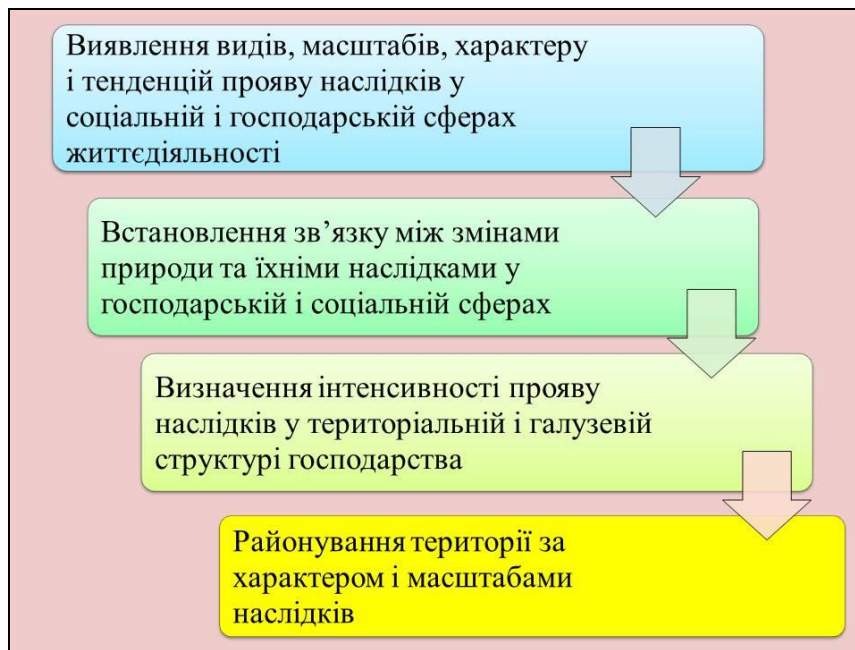 Виявлення видів, масштабів, характеру
і тенденцій прояву наслідків у
соціальній і господарській сферах
життєдіяльності
Встановлення зв’язку між змінами
природи та їхніми наслідками у
господарській і соціальній сферах
Визначення інтенсивності прояву
наслідків у територіальній і галузевій
структурі господарства
Районування території за
характером і масштабами
наслідків